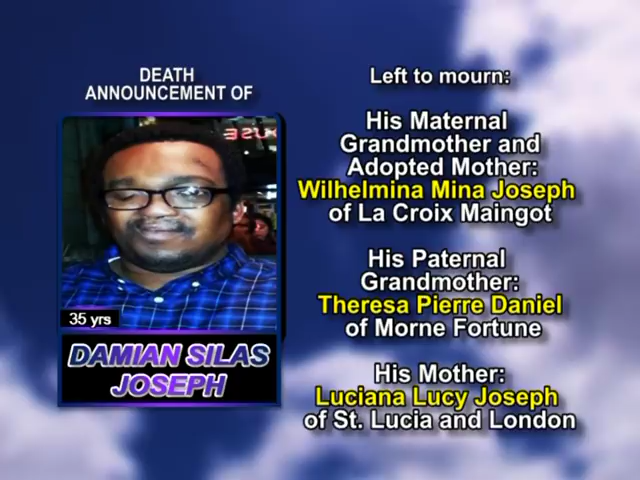 DEATH
ANNOUNCEMENT OF
35 yrs
DAMIAN SILAS
JOSEPH
Left to mourn:
His Maternal
Grandmother and
Adopted Mother:
Wilhelmina Mina Joseph
of La Croix Maingot
His Paternal
Grandmother:
Theresa Pierre Daniel
of Morne Fortune
His Mother:
Luciana Lucy Joseph
of St. Lucia and London